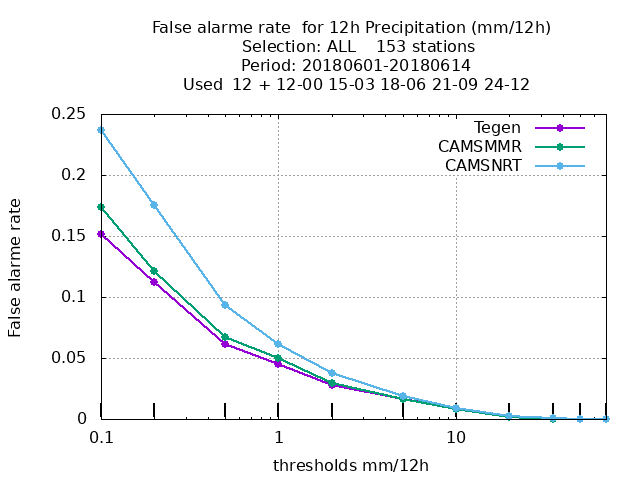 False alarme rate  for 12h Precipitation (mm/12h)
Selection: ALL    153 stations
Period: 20180601-20180614
Used  12 + 12-00 15-03 18-06 21-09 24-12
Tegen
CAMSMMR
CAMSNRT
False alarme rate
0.25
0.2
0.15
0.1
0.05
0
0.1 1 10
thresholds mm/12h